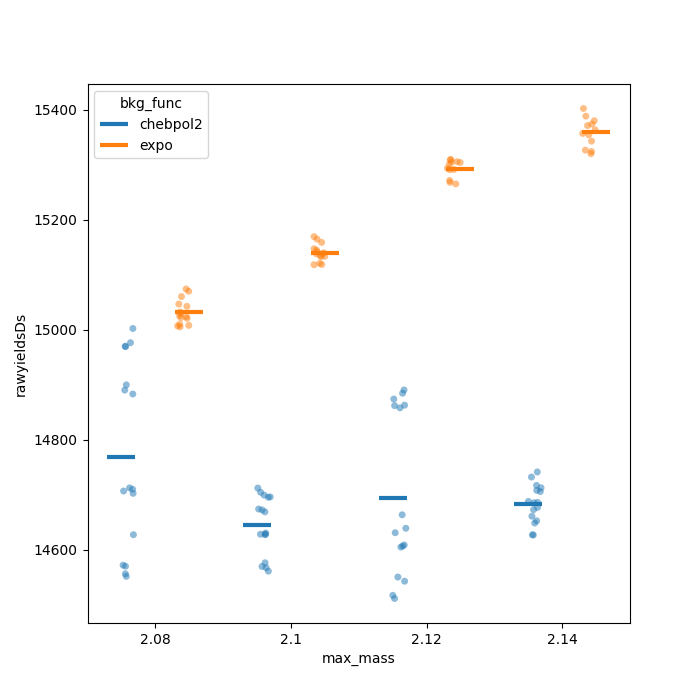 bkg_func
chebpol2
expo
15400
15200
15000
14800
14600
rawyieldsDs
2.08
2.1
2.12
2.14
max_mass